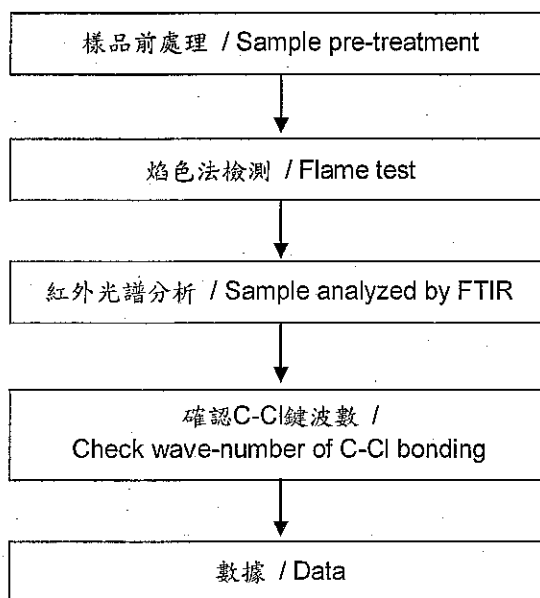 樣品前處理 / Sample pre-treatment
焰色法檢測 / Flame test
紅外光譜分析 / Sample analyzed by FTIR
確認C-Cl鍵波數 /
Check wave-number of C-Cl bonding
數據 / Data